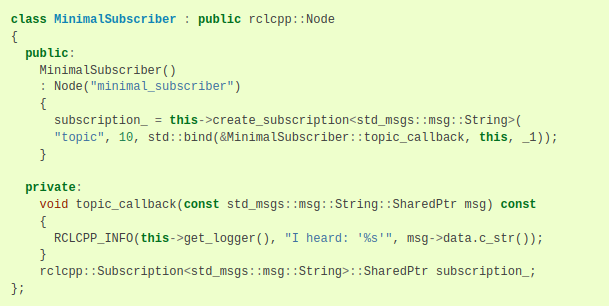 class MinimalSubscriber : public rclcpp::Node
{
  public:
    MinimalSubscriber()
    : Node("minimal_subscriber")
    {
      subscription_ = this->create_subscription<std_msgs::msg::String>(
      "topic", 10, std::bind(&MinimalSubscriber::topic_callback, this, _1));
    }

  private:
    void topic_callback(const std_msgs::msg::String::SharedPtr msg) const
    {
      RCLCPP_INFO(this->get_logger(), "I heard: '%s'", msg->data.c_str());
    }
    rclcpp::Subscription<std_msgs::msg::String>::SharedPtr subscription_;
};